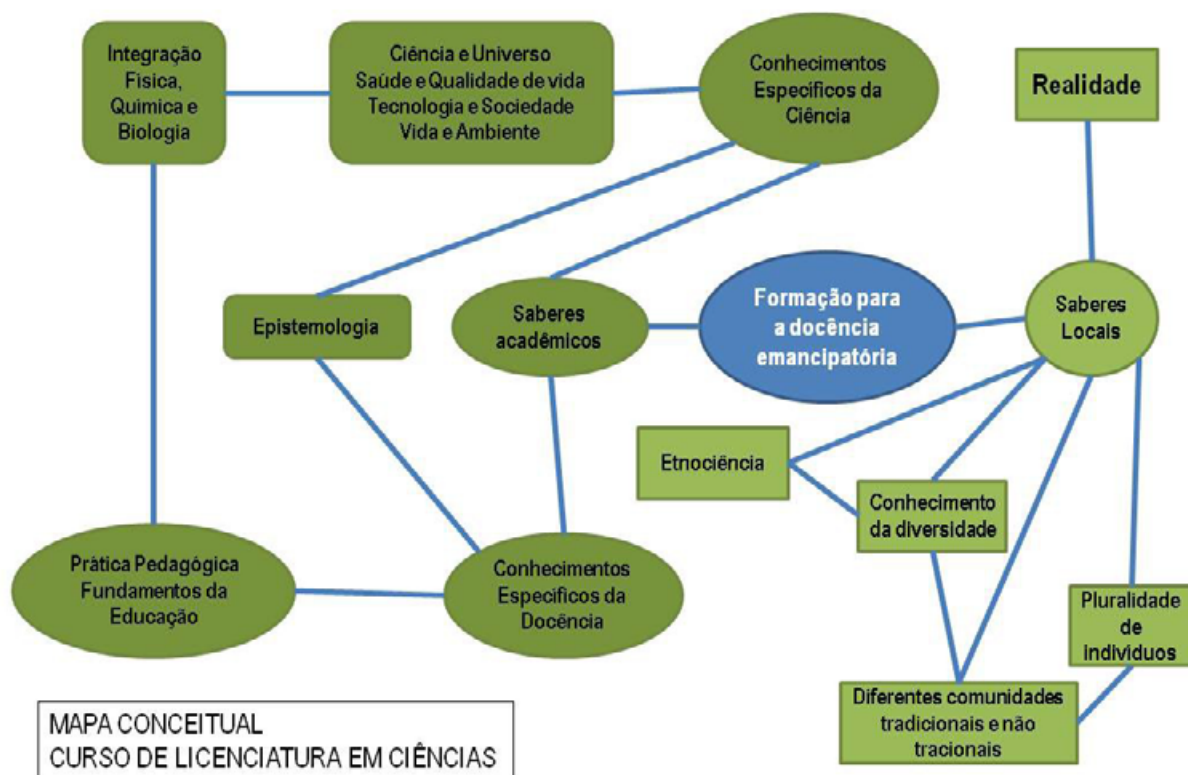 Integração
Física,
Química e
Biologia
Ciência e Universo
Saúde e Qualidade de vida
Tecnologia e Sociedade
Vida e Ambiente
Conhecimentos
Específicos da
Ciência
Realidade
Epistemologia
Saberes
acadêmicos
Formação para
a docência
emancipatória
Saberes
Locais
Etnociência
Conhecimento
da diversidade
Prática Pedagógica
Fundamentos da
Educação
Conhecimentos
Específicos da
Docência
Pluralidade
de
indivíduos
Diferentes comunidades
tradicionais e não
tracionais
MAPA CONCEITUAL
CURSO DE LICENCIATURA EM CIÊNCIAS